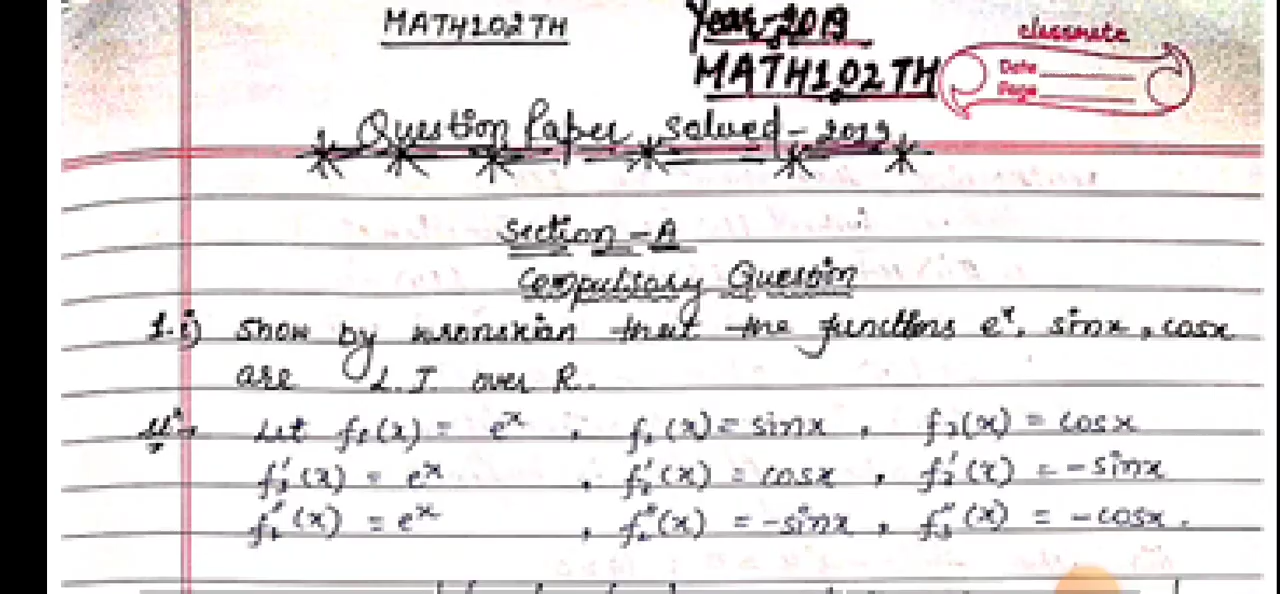 MATH102TH Year-2019 classmate
MATH102TH Date
Page
Question Paper solved-2019
Section-A
Compulsary Question
1.i) Show by wronskian that the functions eˣ, sinx, cosx
are L.I. over R.
Let f₁(x) = eˣ , f₂(x) = sinx , f₃(x) = cosx
f₁'(x) = eˣ , f₂'(x) = cosx , f₃'(x) = -sinx
f₁"(x) = eˣ , f₂"(x) = -sinx , f₃"(x) = -cosx.